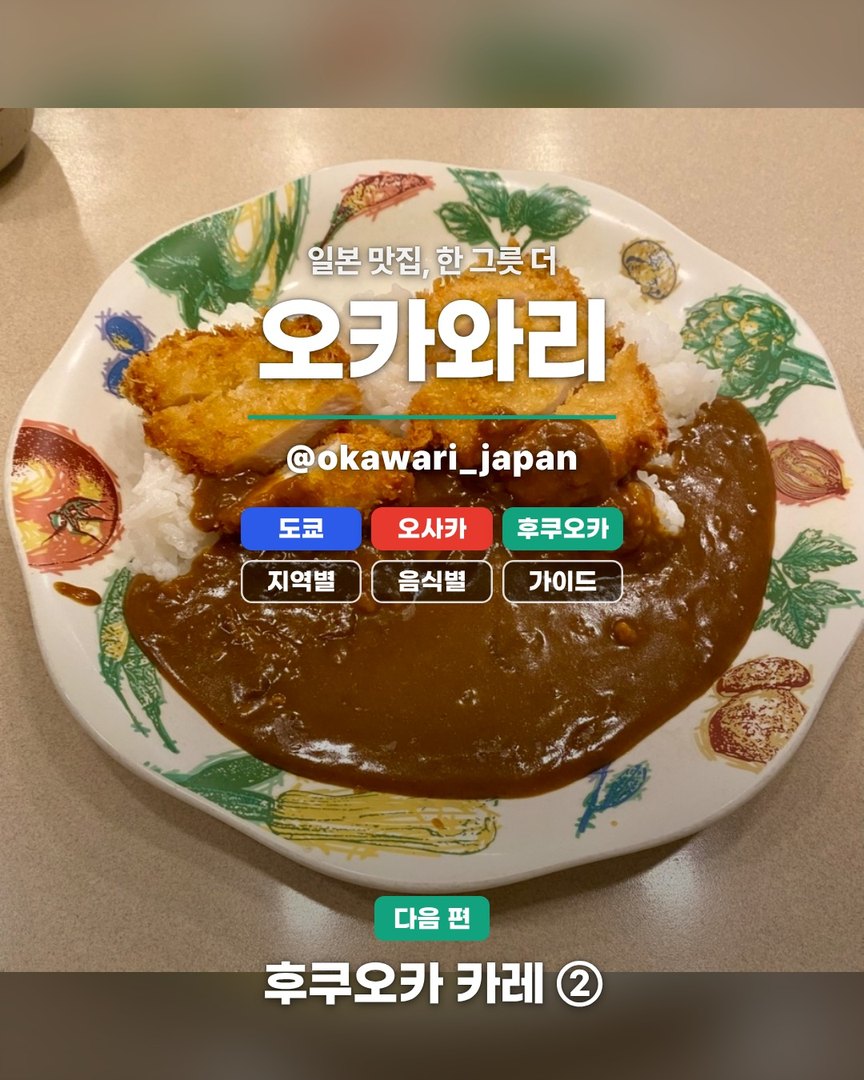 일본 맛집, 한 그릇 더
오카와리
@okawari_japan
도쿄 오사카 후쿠오카
지역별 음식별 가이드
다음 편
후쿠오카 카레 ②